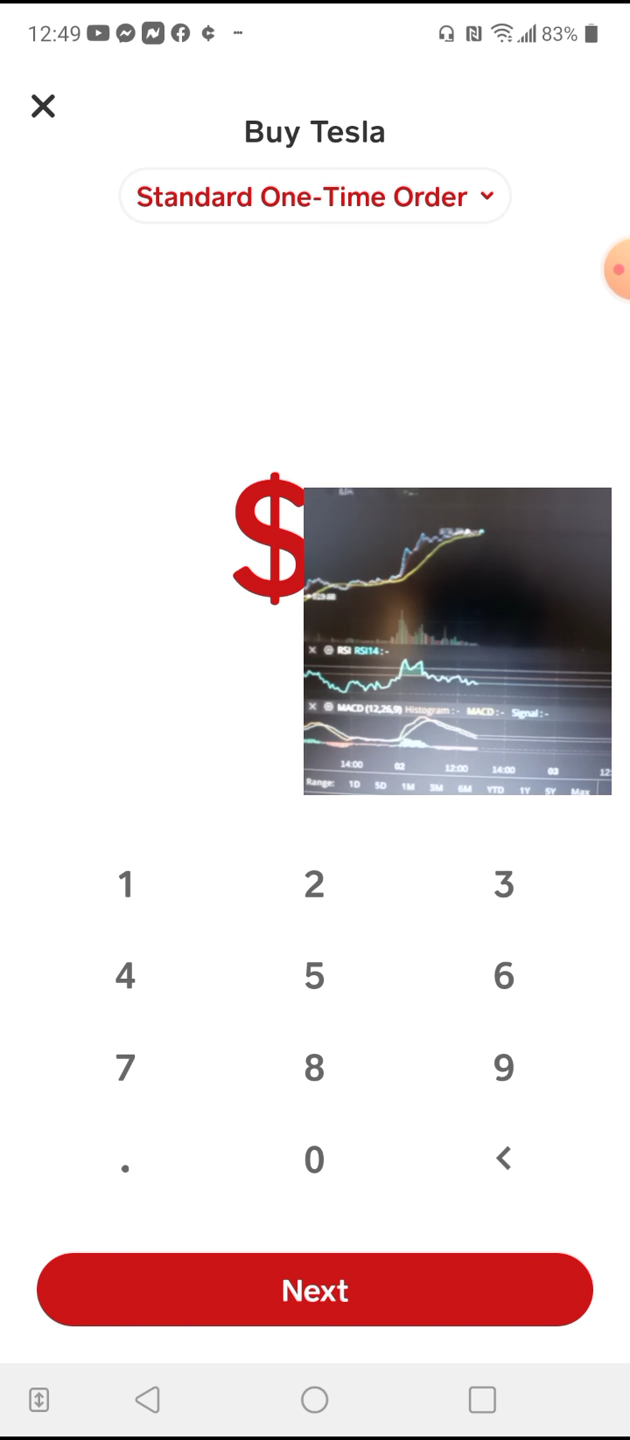 12:49 83%
Buy Tesla
Standard One-Time Order
$
RSI RSI14 : -
MACD (12,26,9) Histogram : - MACD : - Signal : -
14:00 02 12:00 14:00 03 12:
Range: 1D 5D 1M 3M 6M YTD 1Y 5Y Max
1 2 3
4 5 6
7 8 9
. 0 <
Next